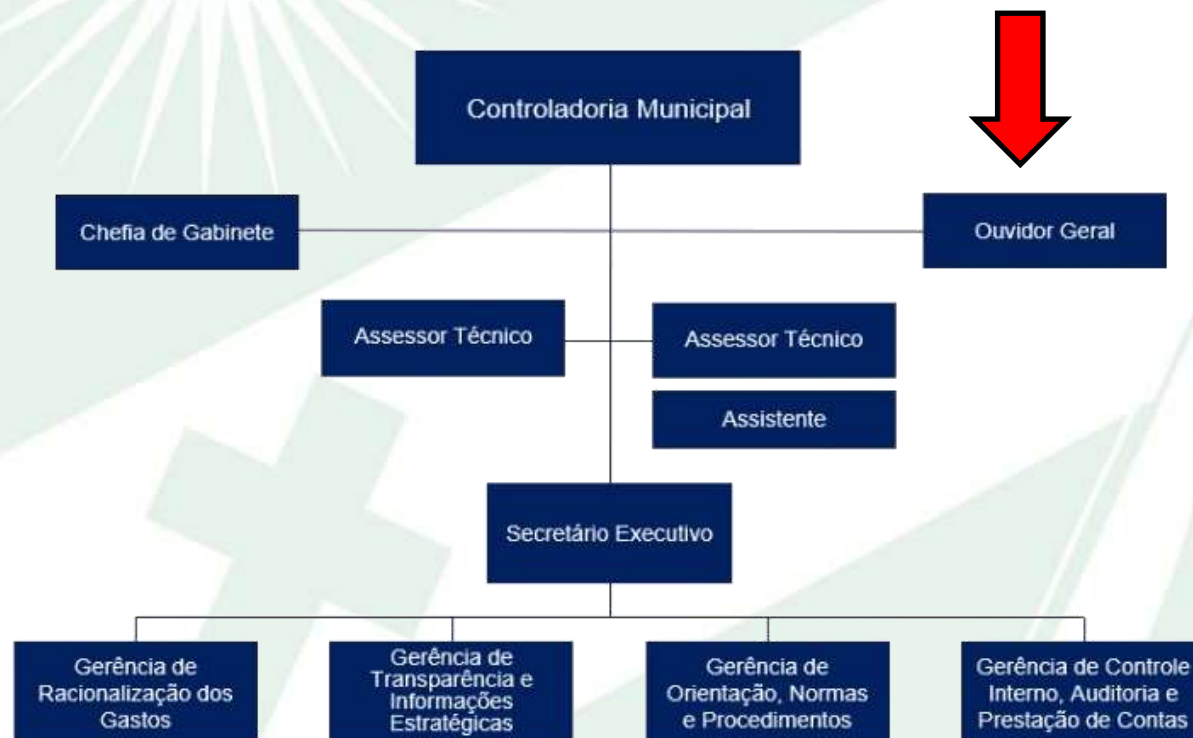 Controladoria Municipal
Chefia de Gabinete
Ouvidor Geral
Assessor Técnico
Assessor Técnico
Assistente
Secretário Executivo
Gerência de
Racionalização dos
Gastos
Gerência de
Transparência e
Informações
Estratégicas
Gerência de
Orientação, Normas
e Procedimentos
Gerência de Controle
Interno, Auditoria e
Prestação de Contas